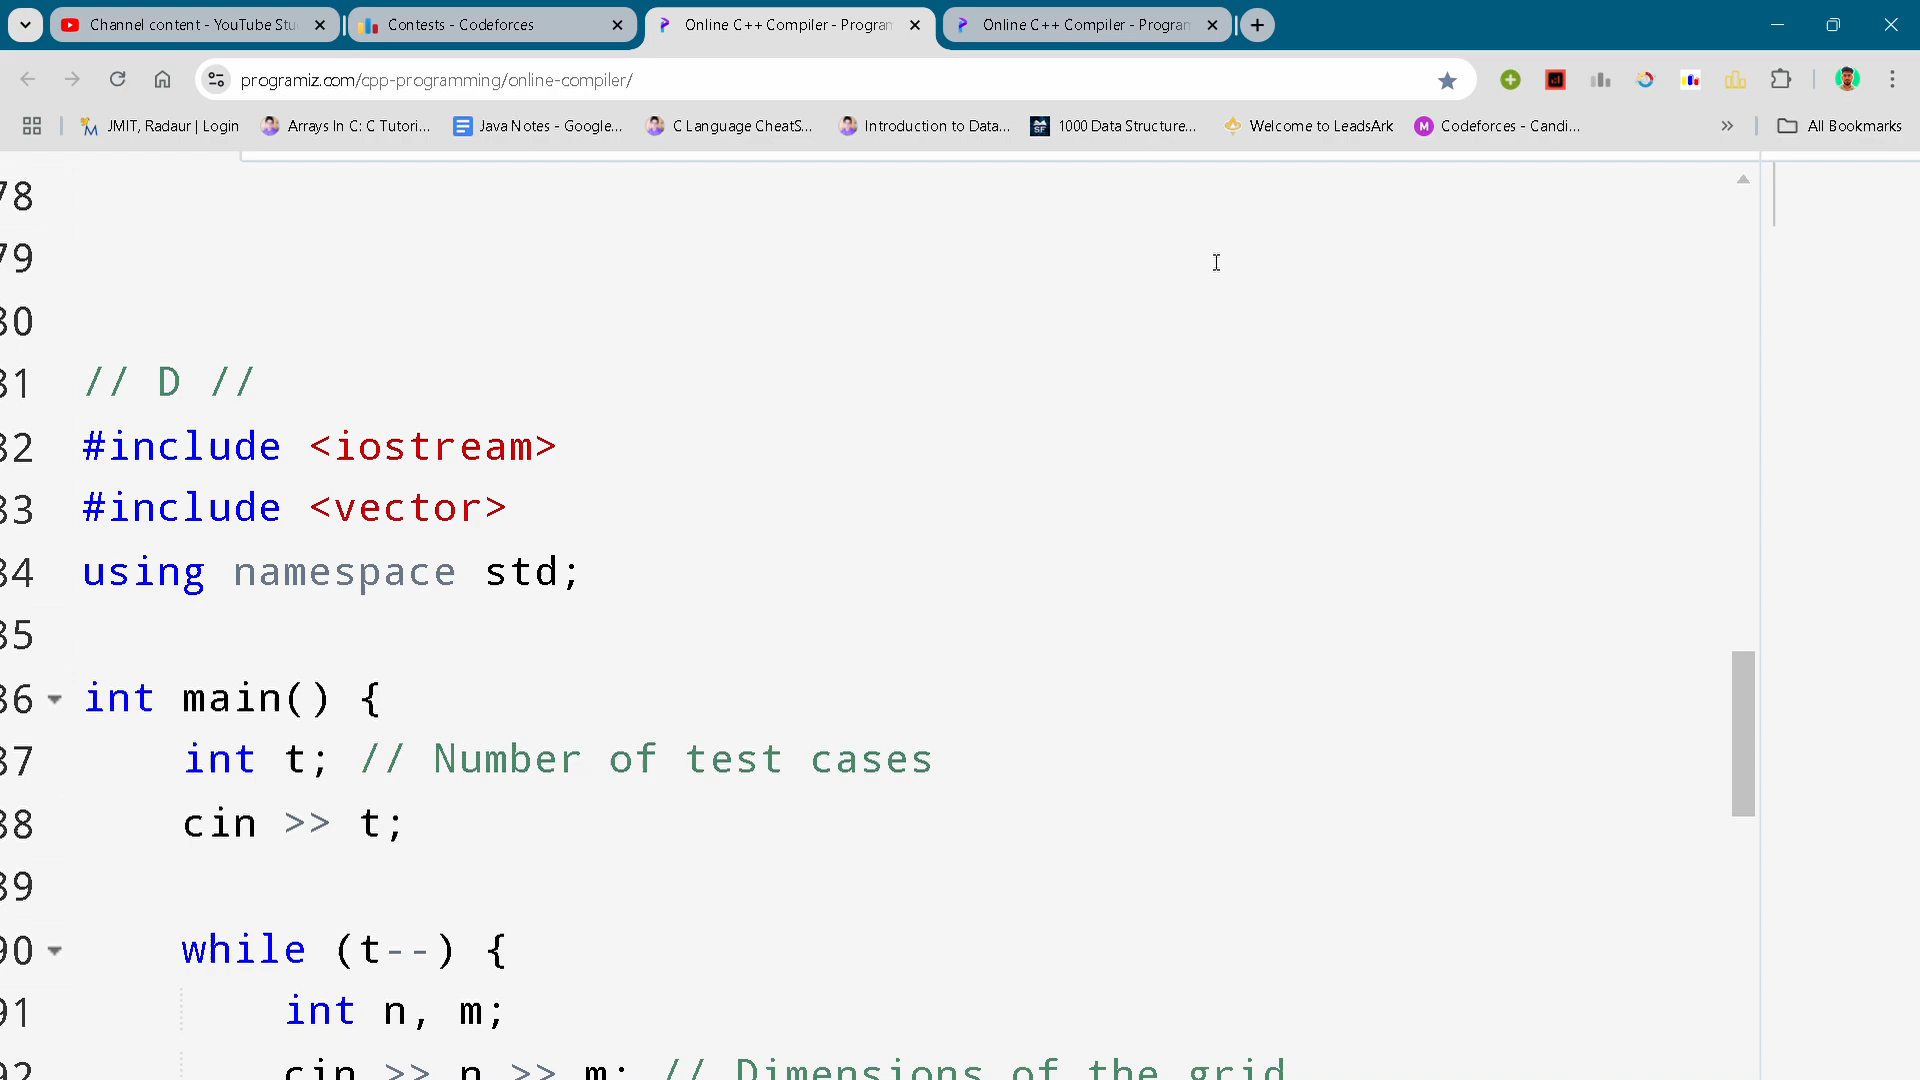 Channel content - YouTube Stu
Contests - Codeforces
Online C++ Compiler - Program
Online C++ Compiler - Program
programiz.com/cpp-programming/online-compiler/
JMIT, Radaur | Login
Arrays In C: C Tutori...
Java Notes - Google...
C Language CheatS...
Introduction to Data...
1000 Data Structure...
Welcome to LeadsArk
Codeforces - Candi...
All Bookmarks
78
79
80
81 // D //
82 #include <iostream>
83 #include <vector>
84 using namespace std;
85
86 int main() {
87 int t; // Number of test cases
88 cin >> t;
89
90 while (t--) {
91 int n, m;
92 cin >> n >> m; // Dimensions of the grid